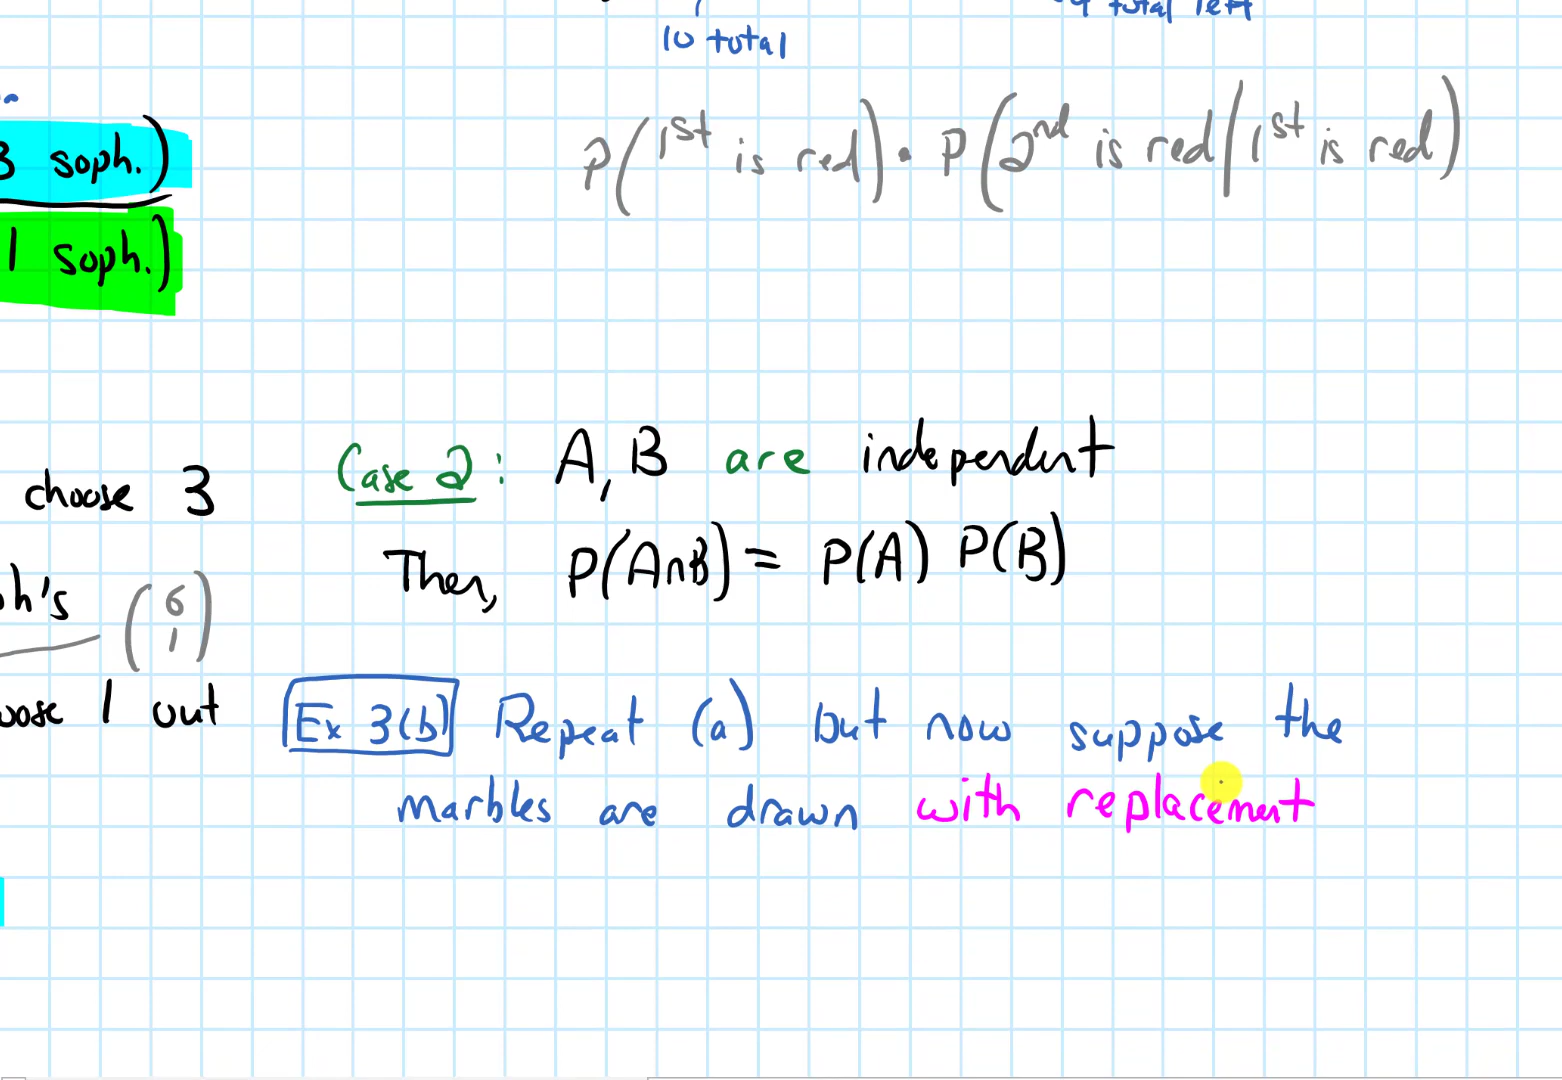 10 total
total left
P(1st is red) • P(2nd is red/1st is red)
3 soph.)
1 soph.)
choose 3
Case 2: A, B are independent
Then, P(A∩B) = P(A) P(B)
h's (6 1)
choose 1 out
Ex 3(b) Repeat (a) but now suppose the
marbles are drawn with replacement